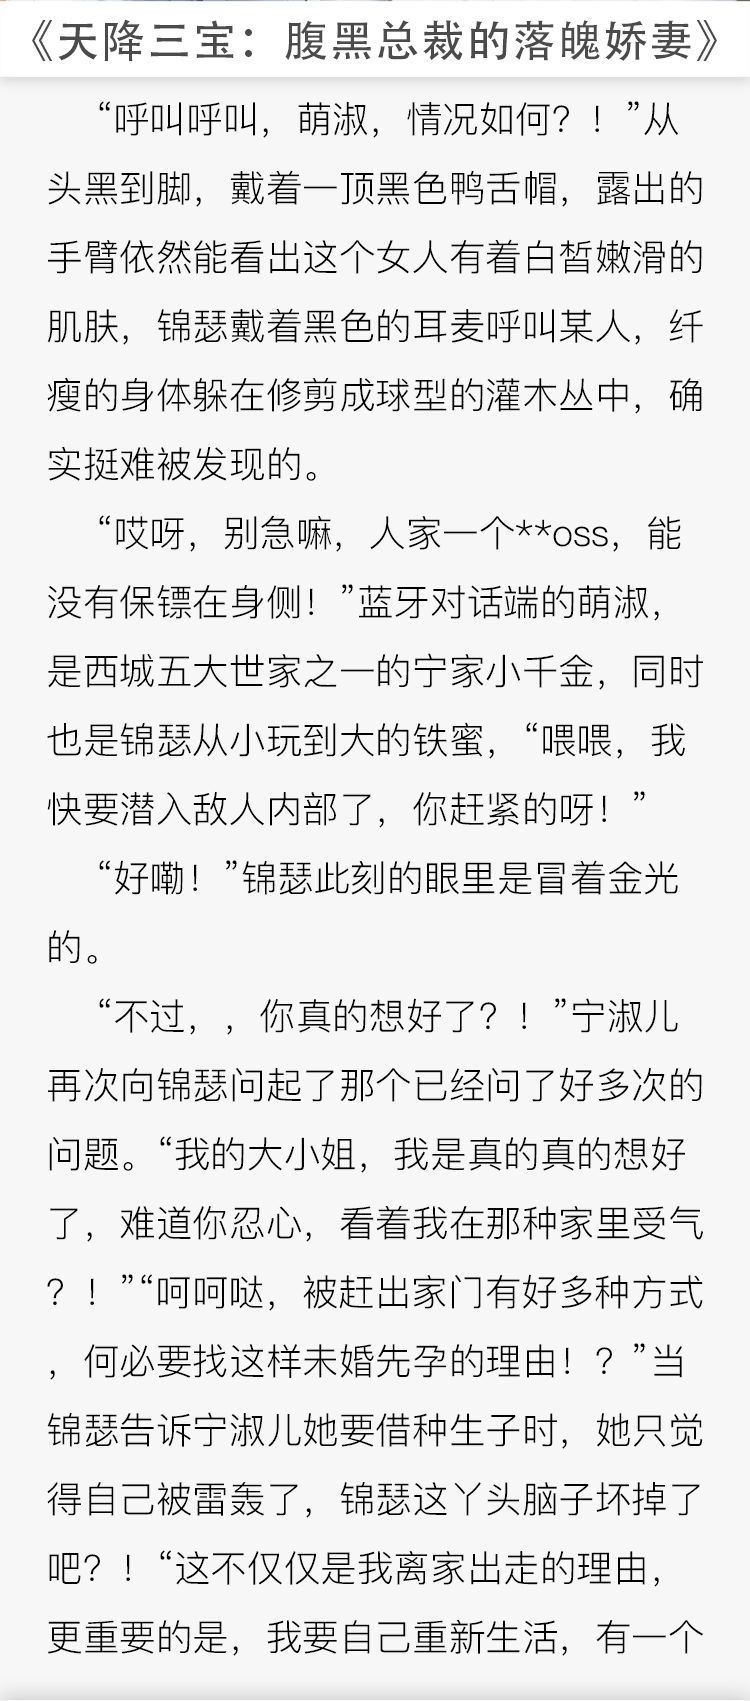 《天降三宝：腹黑总裁的落魄娇妻》
“呼叫呼叫，萌淑，情况如何？！”从
头黑到脚，戴着一顶黑色鸭舌帽，露出的
手臂依然能看出这个女人有着白皙嫩滑的
肌肤，锦瑟戴着黑色的耳麦呼叫某人，纤
瘦的身体躲在修剪成球型的灌木丛中，确
实挺难被发现的。
“哎呀，别急嘛，人家一个**oss，能
没有保镖在身侧！”蓝牙对话端的萌淑，
是西城五大世家之一的宁家小千金，同时
也是锦瑟从小玩到大的铁蜜，“喂喂，我
快要潜入敌人内部了，你赶紧的呀！”
“好嘞！”锦瑟此刻的眼里是冒着金光
的。
“不过，，你真的想好了？！”宁淑儿
再次向锦瑟问起了那个已经问了好多次的
问题。“我的大小姐，我是真的真的想好
了，难道你忍心，看着我在那种家里受气
？！”“呵呵哒，被赶出家门有好多种方式
，何必要找这样未婚先孕的理由！？”当
锦瑟告诉宁淑儿她要借种生子时，她只觉
得自己被雷轰了，锦瑟这丫头脑子坏掉了
吧？！“这不仅仅是我离家出走的理由，
更重要的是，我要自己重新生活，有一个